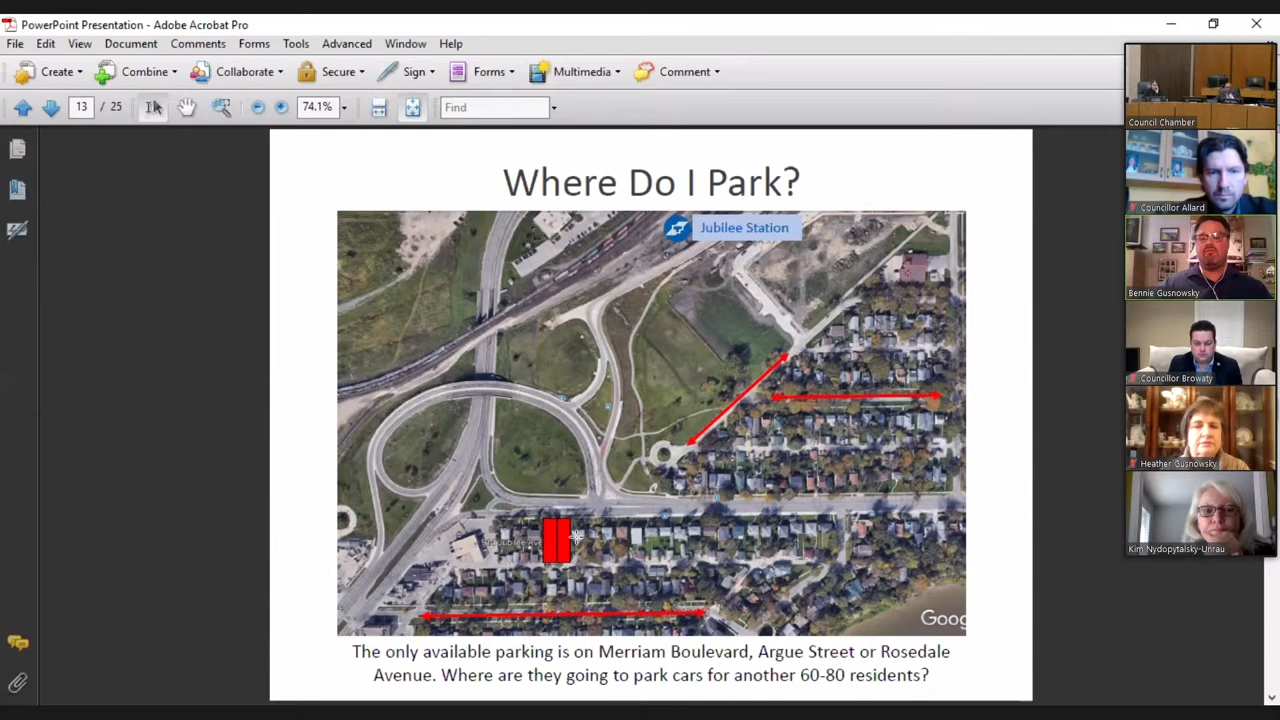 PowerPoint Presentation - Adobe Acrobat Pro
File Edit View Document Comments Forms Tools Advanced Window Help
Create Combine Collaborate Secure Sign Forms Multimedia Comment
13 / 25 74.1% Find
Where Do I Park?
Jubilee Station
Goog
The only available parking is on Merriam Boulevard, Argue Street or Rosedale
Avenue. Where are they going to park cars for another 60-80 residents?
Council Chamber
Councillor Allard
Bennie Gusnowsky
Councillor Browaty
Heather Gusnowsky
Kim Nydopytalsky-Unrau